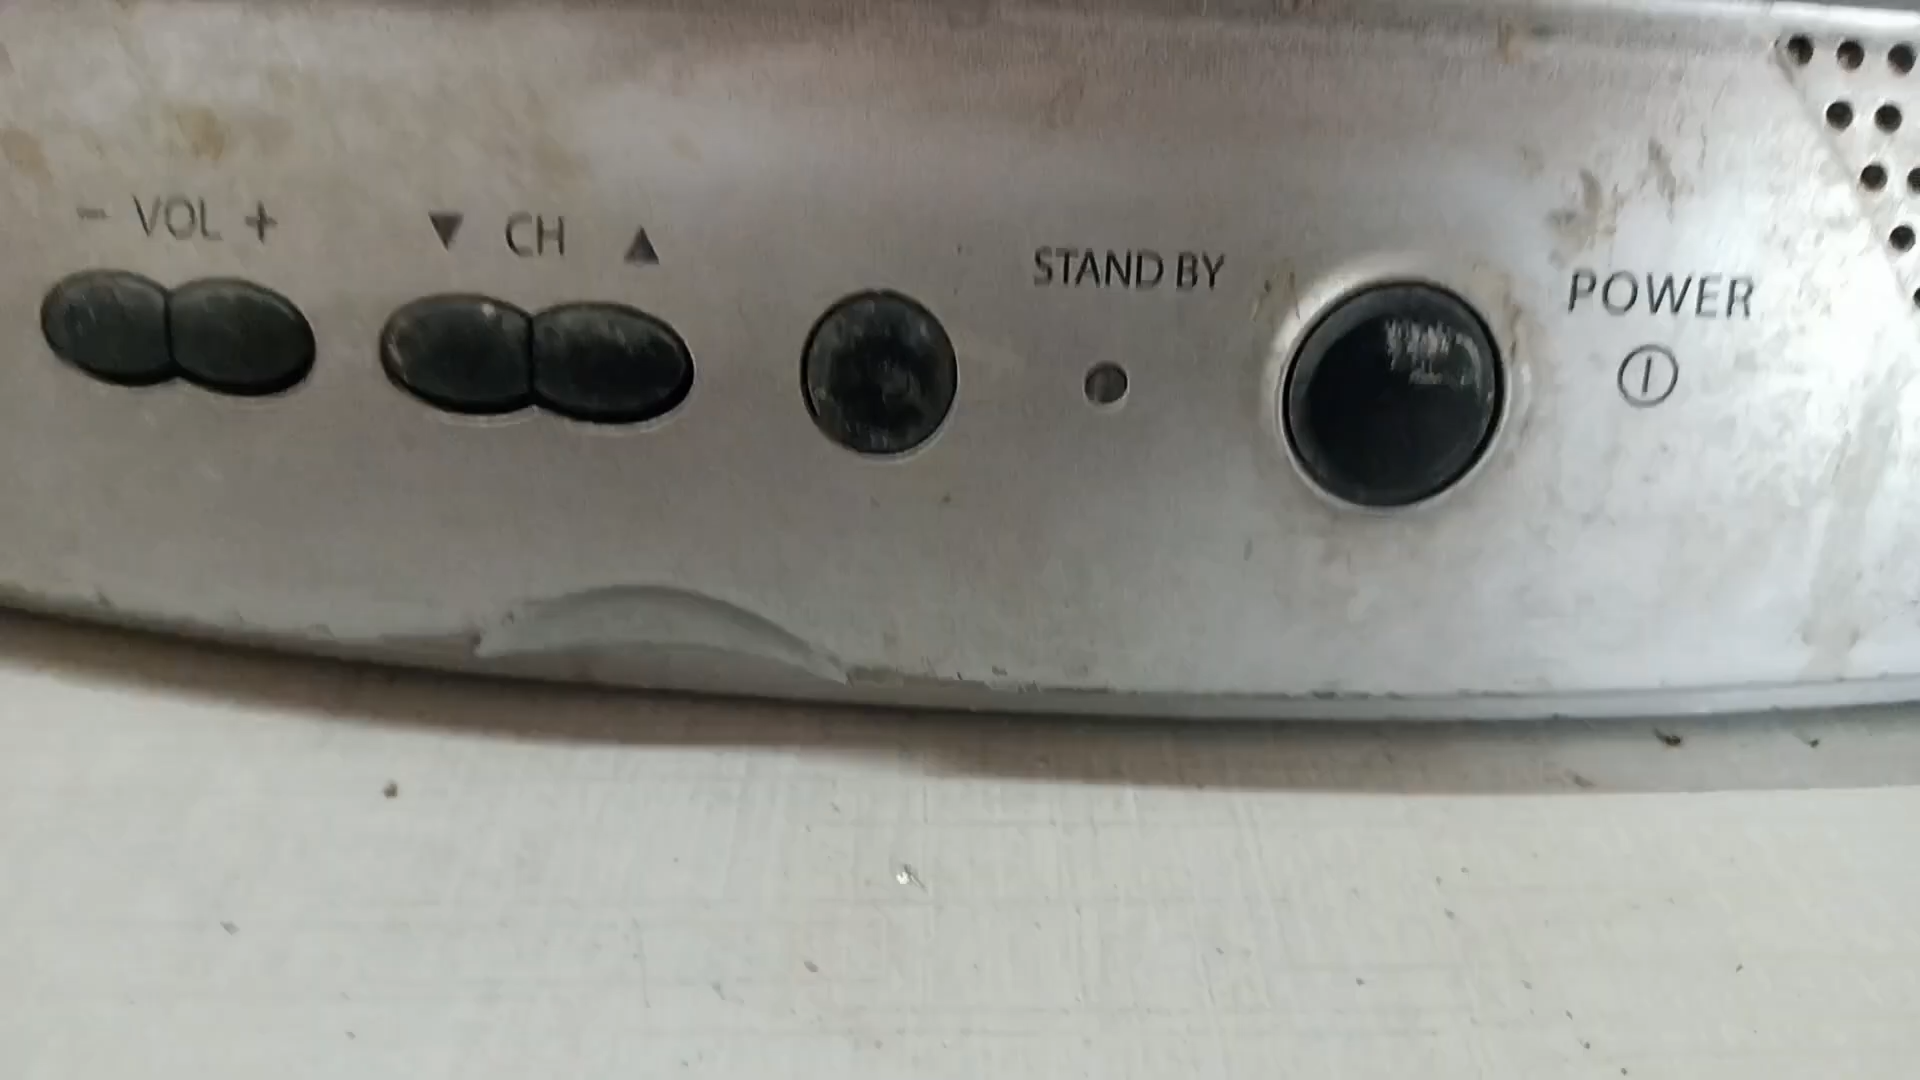 − VOL +
▼ CH ▲
STAND BY
POWER